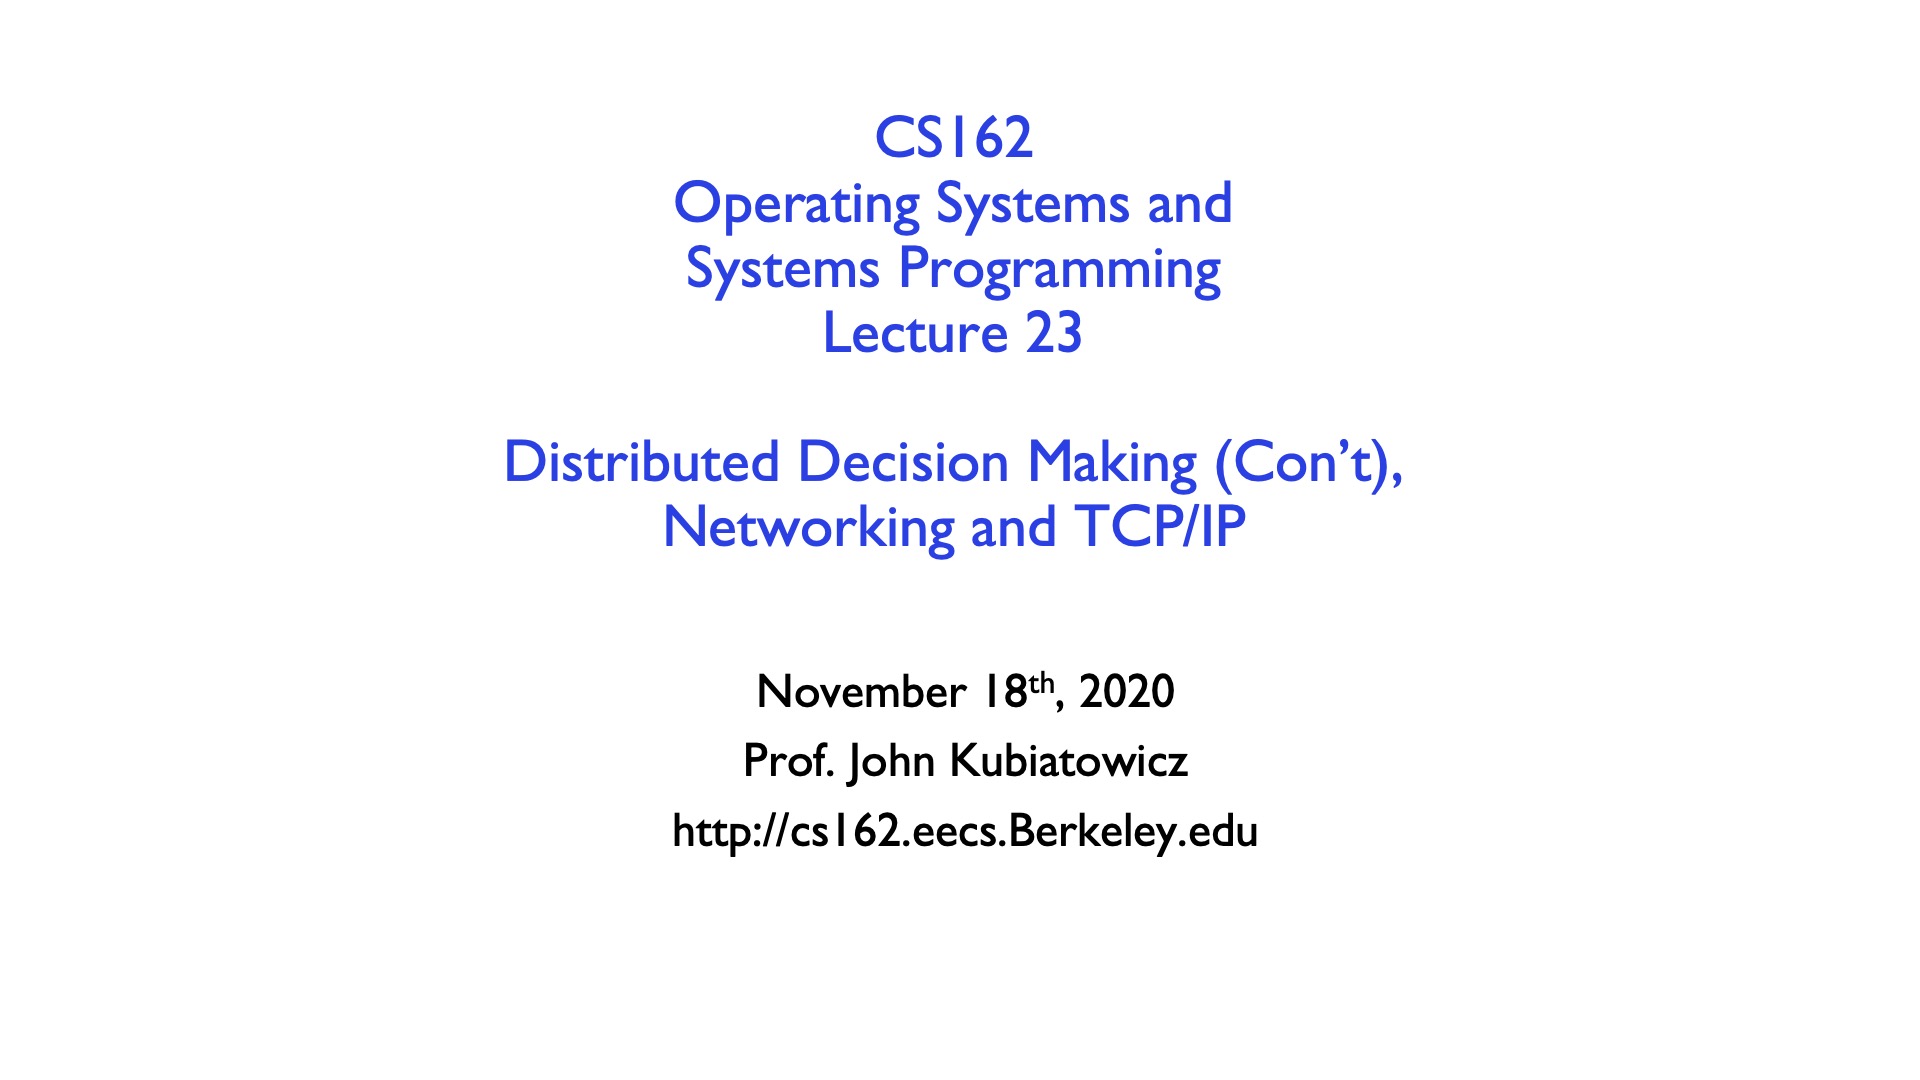 CS162
Operating Systems and
Systems Programming
Lecture 23
Distributed Decision Making (Con’t),
Networking and TCP/IP
November 18th, 2020
Prof. John Kubiatowicz
http://cs162.eecs.Berkeley.edu